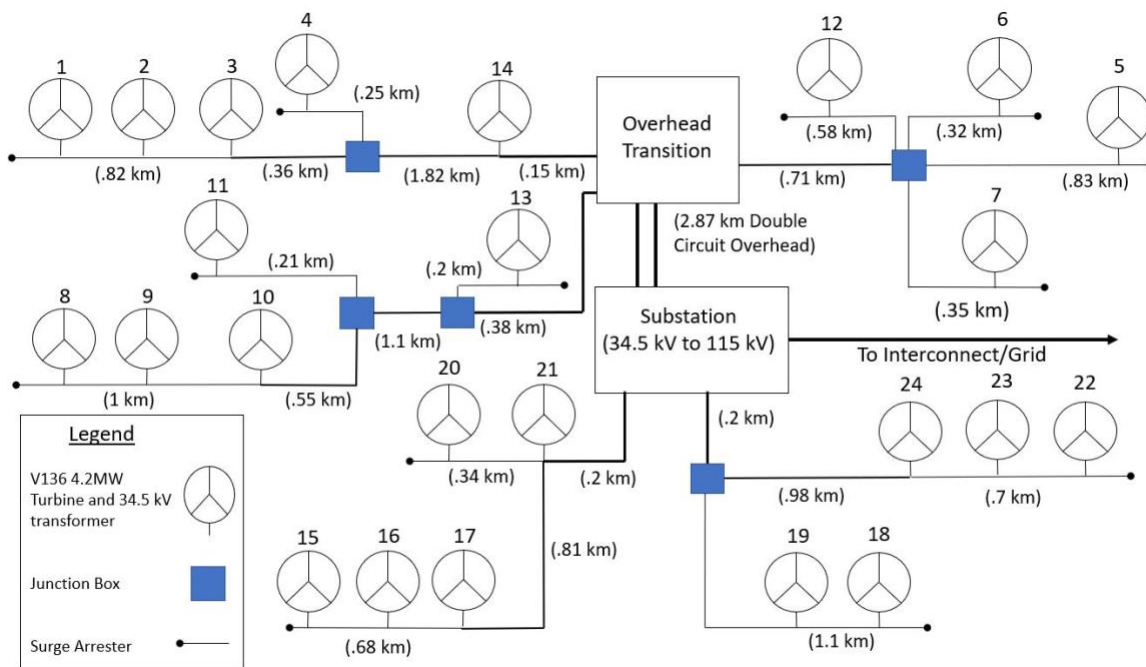 4
12
6
1
2
3
14
5
(.25 km)
Overhead
Transition
(.58 km)
(.32 km)
(.82 km)
(.36 km)
(1.82 km)
(.15 km)
(.71 km)
(.83 km)
11
13
7
(2.87 km Double
Circuit Overhead)
(.21 km)
(.2 km)
8
9
10
(1.1 km)
(.38 km)
(.35 km)
Substation
(34.5 kV to 115 kV)
To Interconnect/Grid
(1 km)
(.55 km)
20
21
24
23
22
(.2 km)
Legend
V136 4.2MW
Turbine and 34.5 kV
transformer
(.34 km)
(.2 km)
(.98 km)
(.7 km)
15
16
17
(.81 km)
19
18
Junction Box
Surge Arrester
(.68 km)
(1.1 km)